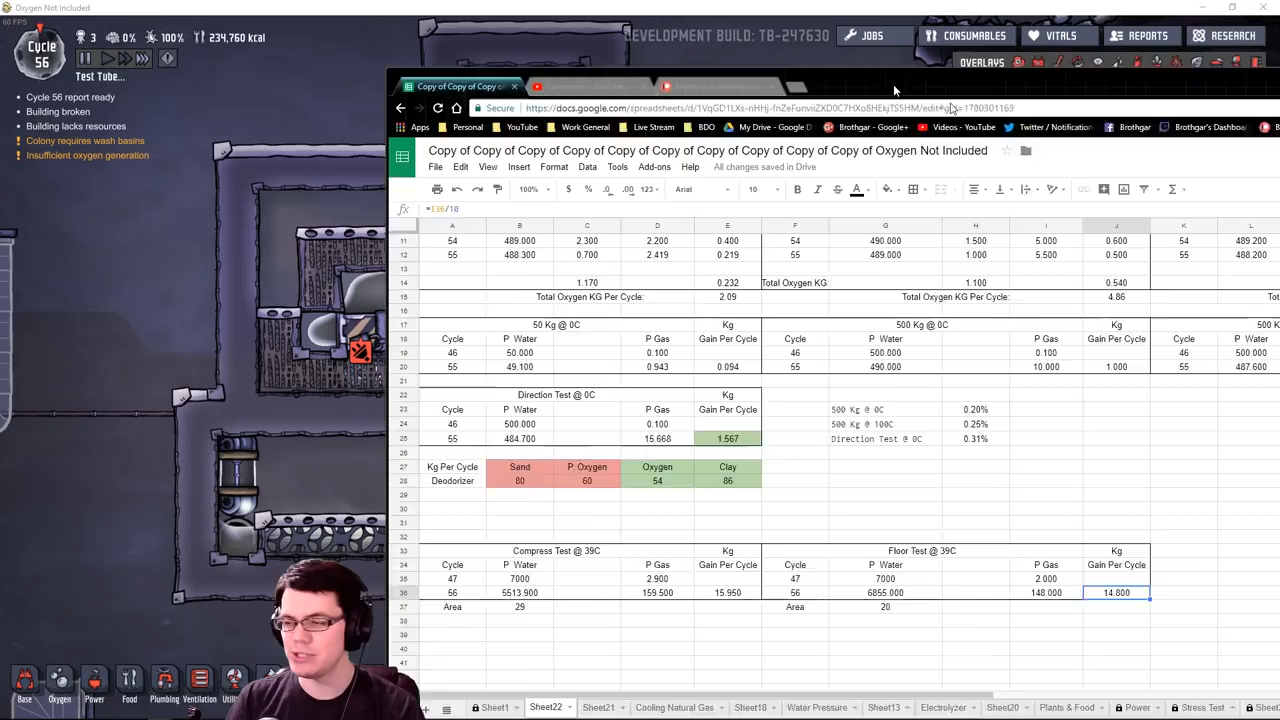 Oxygen Not Included
60 FPS
Cycle
56
3 0% 100% 234,760 kcal
Test Tube...
Cycle 56 report ready
Building broken
Building lacks resources
Colony requires wash basins
Insufficient oxygen generation
DEVELOPMENT BUILD: TB-247630
JOBS CONSUMABLES VITALS REPORTS RESEARCH
OVERLAYS
Copy of Copy of Copy of
Secure
Apps Personal YouTube Work General Live Stream BDO My Drive - Google D Brothgar - Google+ Videos - YouTube Twitter / Notification Brothgar Brothgar's Dashboa
Copy of Copy of Copy of Copy of Copy of Copy of Copy of Copy of Copy of Oxygen Not Included
File Edit View Insert Format Data Tools Add-ons Help All changes saved in Drive
100% $ % .0 .00 123 Arial 10
fx =I36/10
A B C D E F G H I J K L
11 54 489.000 2.300 2.200 0.400 54 490.000 1.500 5.000 0.600 54 489.200
12 55 488.300 0.700 2.419 0.219 55 489.000 1.000 5.500 0.500 55 488.200
13
14 1.170 0.232 Total Oxygen KG 1.100 0.540
15 Total Oxygen KG Per Cycle: 2.09 Total Oxygen KG Per Cycle: 4.86
17 50 Kg @ 0C Kg 500 Kg @ 0C Kg 500 K
18 Cycle P. Water P Gas Gain Per Cycle Cycle P. Water P Gas Gain Per Cycle Cycle P. Water
19 46 50.000 0.100 46 500.000 0.100 46 500.000
20 55 49.100 0.943 0.094 55 490.000 10.000 1.000 55 487.600
21
22 Direction Test @ 0C Kg
23 Cycle P. Water P Gas Gain Per Cycle 500 Kg @ 0C 0.20%
24 46 500.000 0.100 500 Kg @ 100C 0.25%
25 55 484.700 15.668 1.567 Direction Test @ 0C 0.31%
26
27 Kg Per Cycle Sand P. Oxygen Oxygen Clay
28 Deodorizer 80 60 54 86
29
30
31
32
33 Compress Test @ 39C Kg Floor Test @ 39C Kg
34 Cycle P. Water P Gas Gain Per Cycle Cycle P. Water P Gas Gain Per Cycle
35 47 7000 2.900 47 7000 2.000
36 56 5513.900 159.500 15.950 56 6855.000 148.000 14.800
37 Area 29 Area 20
38
39
40
41
Sheet1 Sheet22 Sheet21 Cooling Natural Gas Sheet18 Water Pressure Sheet13 Electrolyzer Sheet20 Plants & Food Power Stress Test
Base Oxygen Power Food Plumbing Ventilation